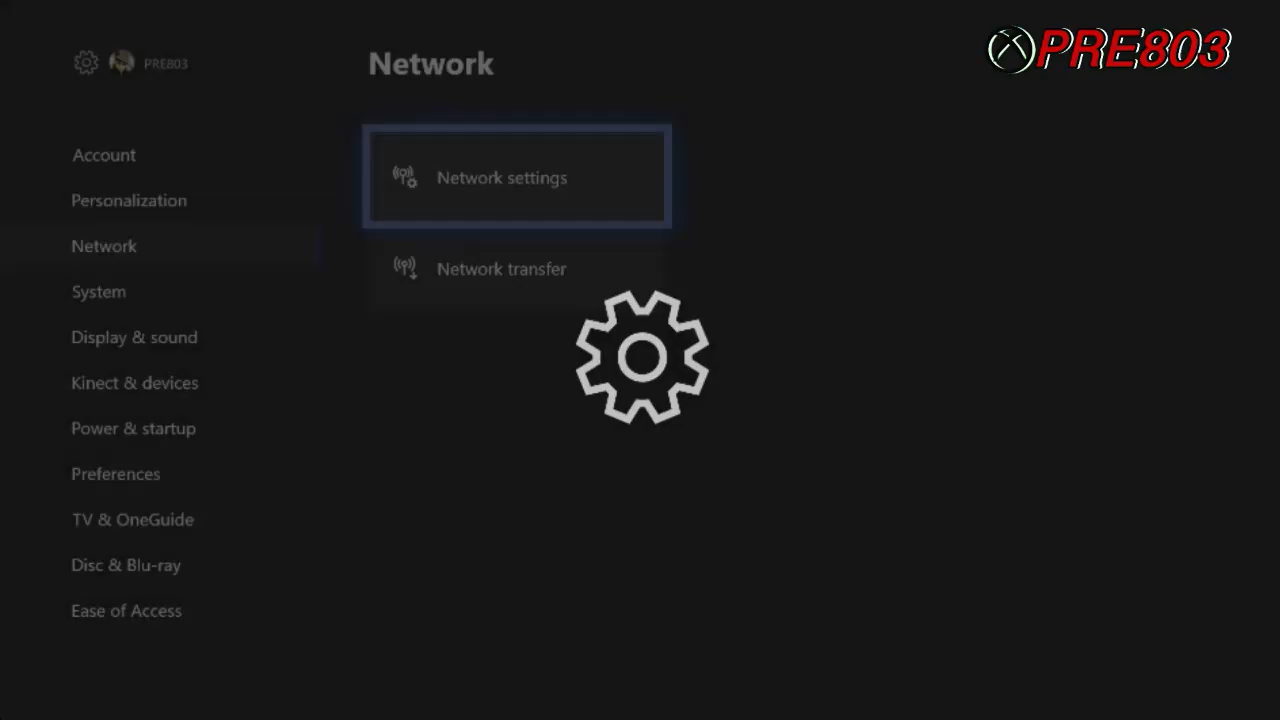 PRE803
PRE803
Network
Account
Personalization
Network
System
Display & sound
Kinect & devices
Power & startup
Preferences
TV & OneGuide
Disc & Blu-ray
Ease of Access
Network settings
Network transfer